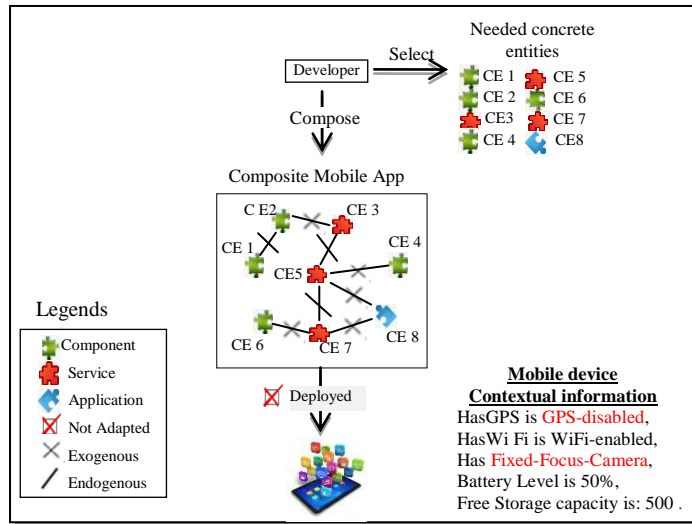 Needed concrete
entities
Select
Developer
CE 1
CE 5
CE 2
CE 6
CE3
CE 7
CE 4
CE8
Compose
Composite Mobile App
C E2
CE 3
CE 1
CE 4
CE5
CE 6
CE 7
CE 8
Legends
Component
Service
Application
Not Adapted
Exogenous
Endogenous
Deployed
Mobile device
Contextual information
HasGPS is GPS-disabled,
HasWi Fi is WiFi-enabled,
Has Fixed-Focus-Camera,
Battery Level is 50%,
Free Storage capacity is: 500 .